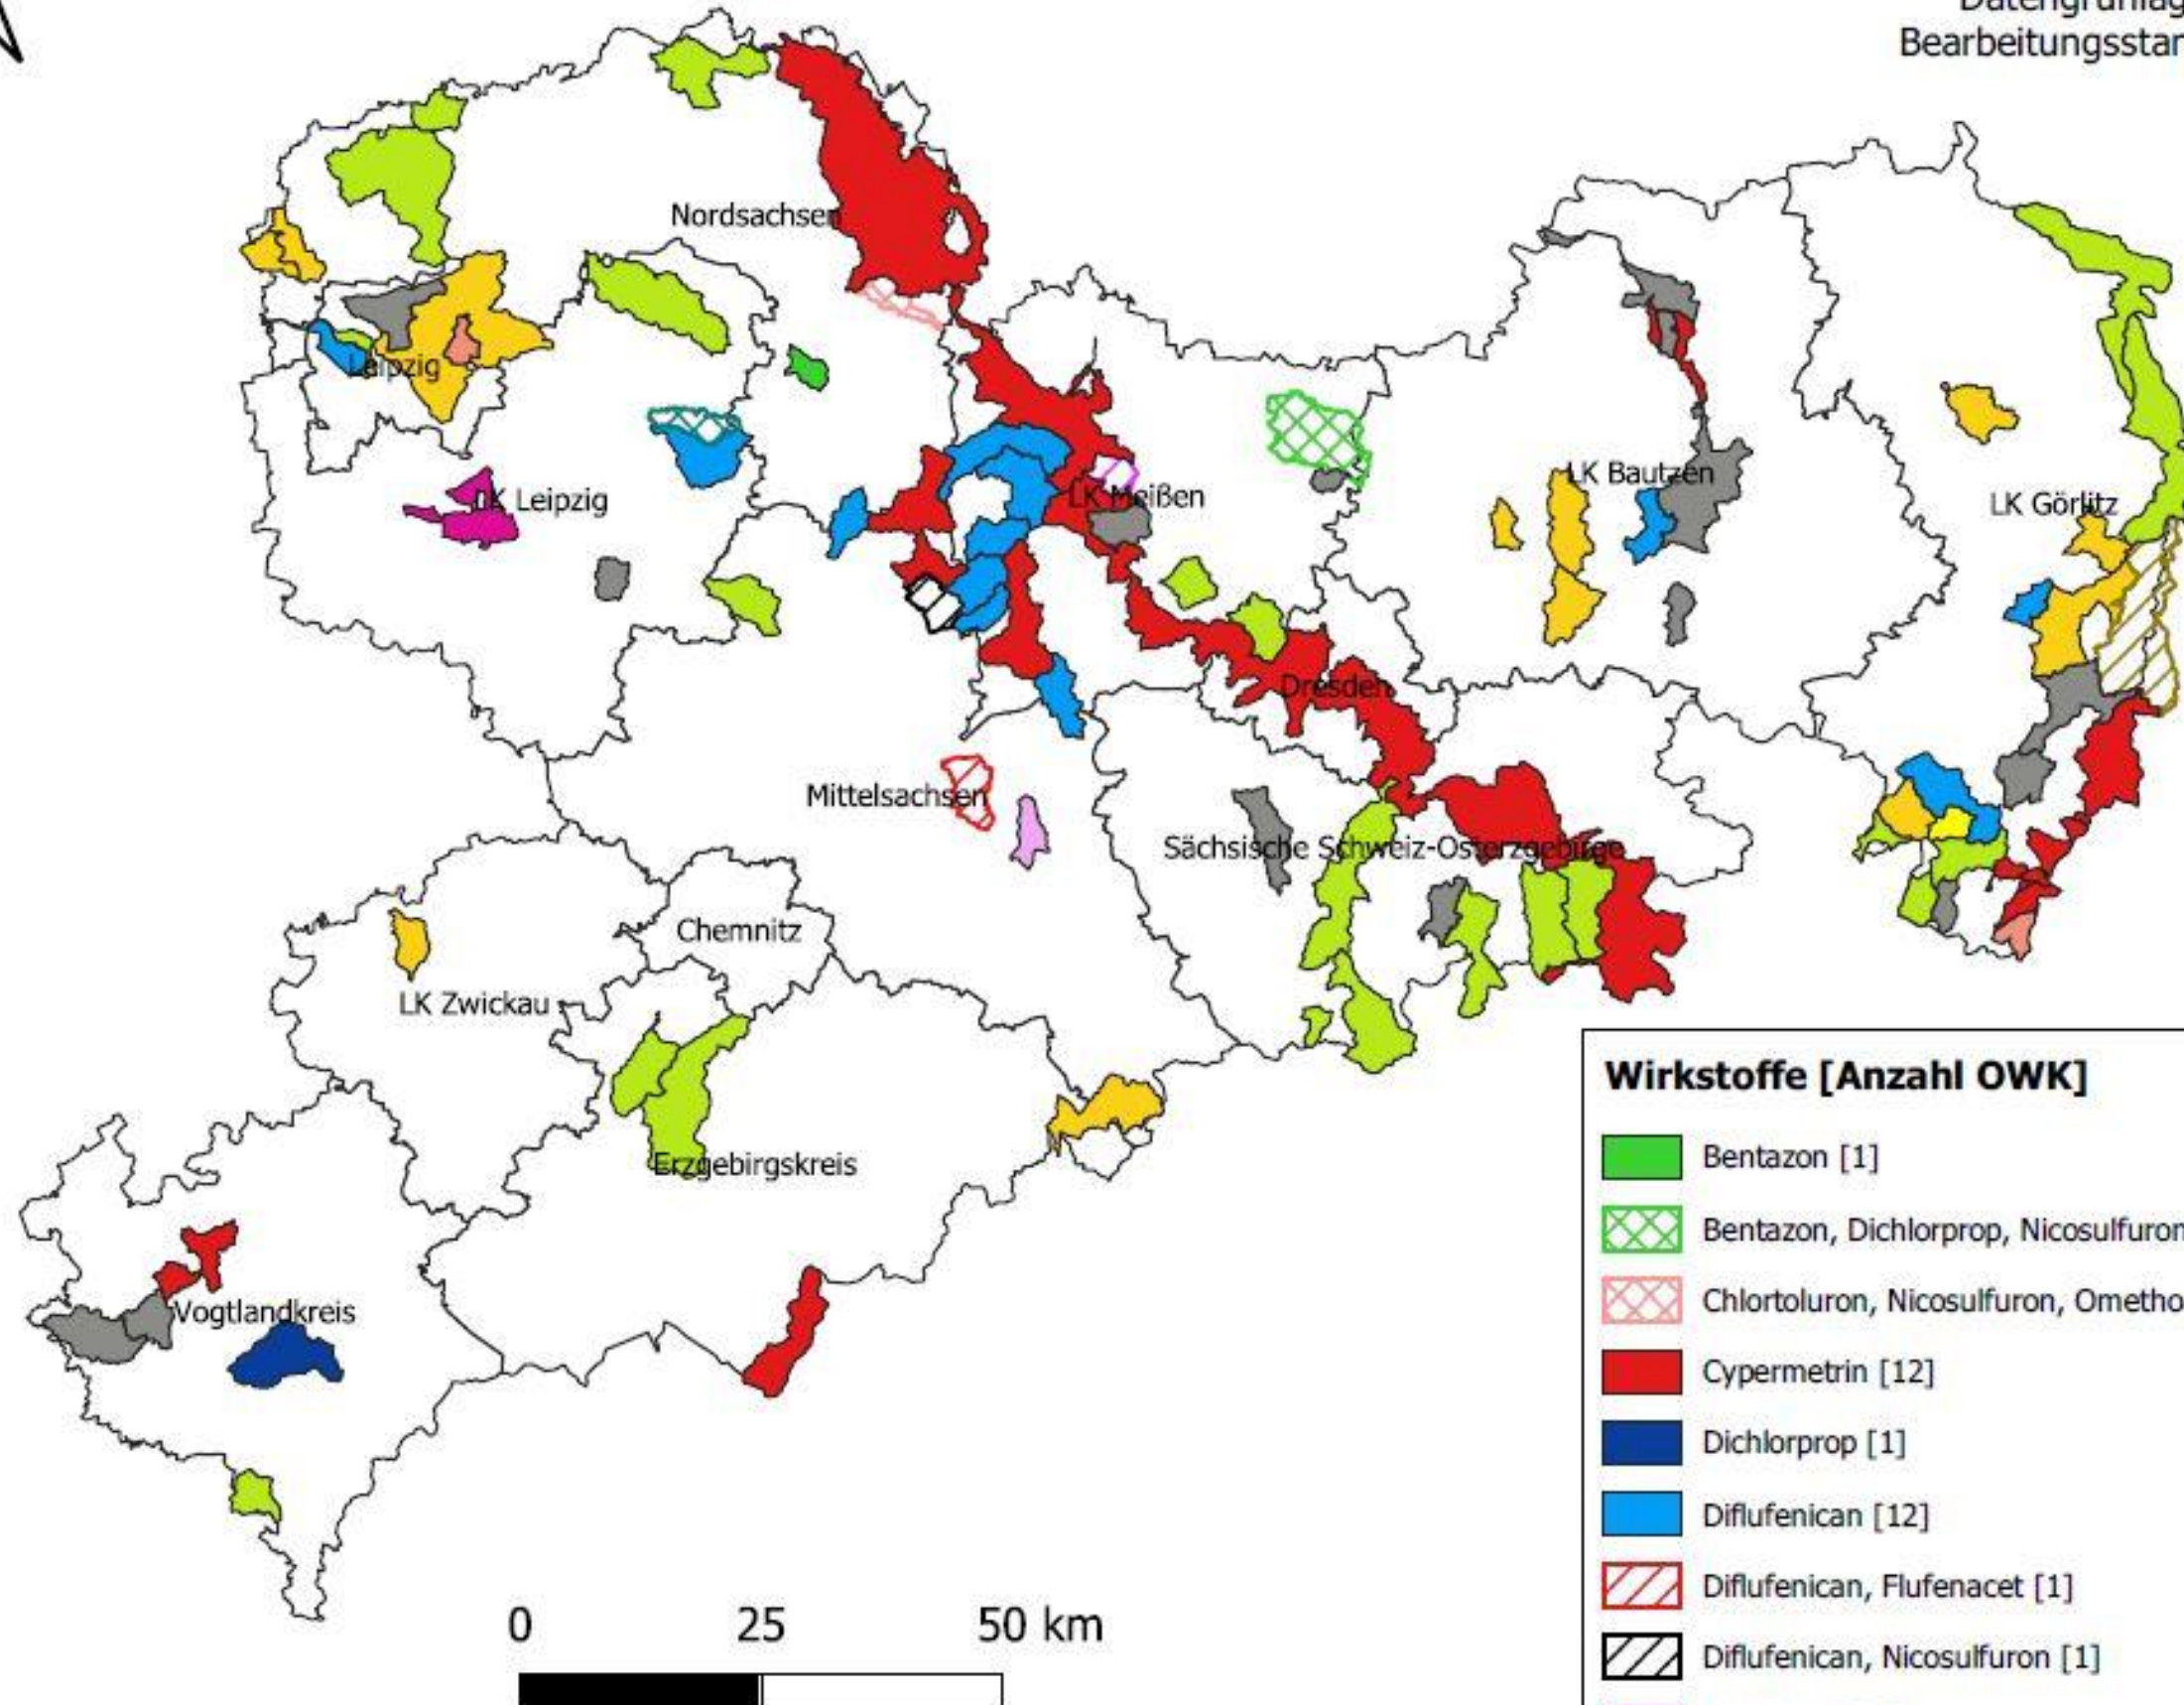 Bearbeitungsstar
Nordsachsen
Leipzig
LK Leipzig
LK Meißen
LK Bautzen
LK Görlitz
Dresden
Mittelsachsen
Sächsische Schweiz-Osterzgebirge
Chemnitz
LK Zwickau
Erzgebirgskreis
Vogtlandkreis
Wirkstoffe [Anzahl OWK]
Bentazon [1]
Bentazon, Dichlorprop, Nicosulfuron
Chlortoluron, Nicosulfuron, Ometho
Cypermetrin [12]
Dichlorprop [1]
Diflufenican [12]
Diflufenican, Flufenacet [1]
Diflufenican, Nicosulfuron [1]
0 25 50 km